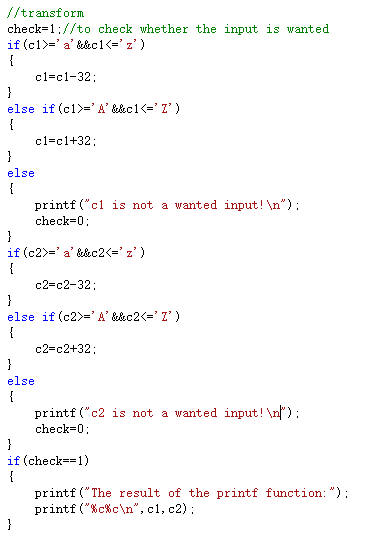 //transform
check=1;//to check whether the input is wanted
if(c1>='a'&&c1<='z')
{
    c1=c1-32;
}
else if(c1>='A'&&c1<='Z')
{
    c1=c1+32;
}
else
{
    printf("c1 is not a wanted input!\n");
    check=0;
}
if(c2>='a'&&c2<='z')
{
    c2=c2-32;
}
else if(c2>='A'&&c2<='Z')
{
    c2=c2+32;
}
else
{
    printf("c2 is not a wanted input!\n");
    check=0;
}
if(check==1)
{
    printf("The result of the printf function:");
    printf("%c%c\n",c1,c2);
}